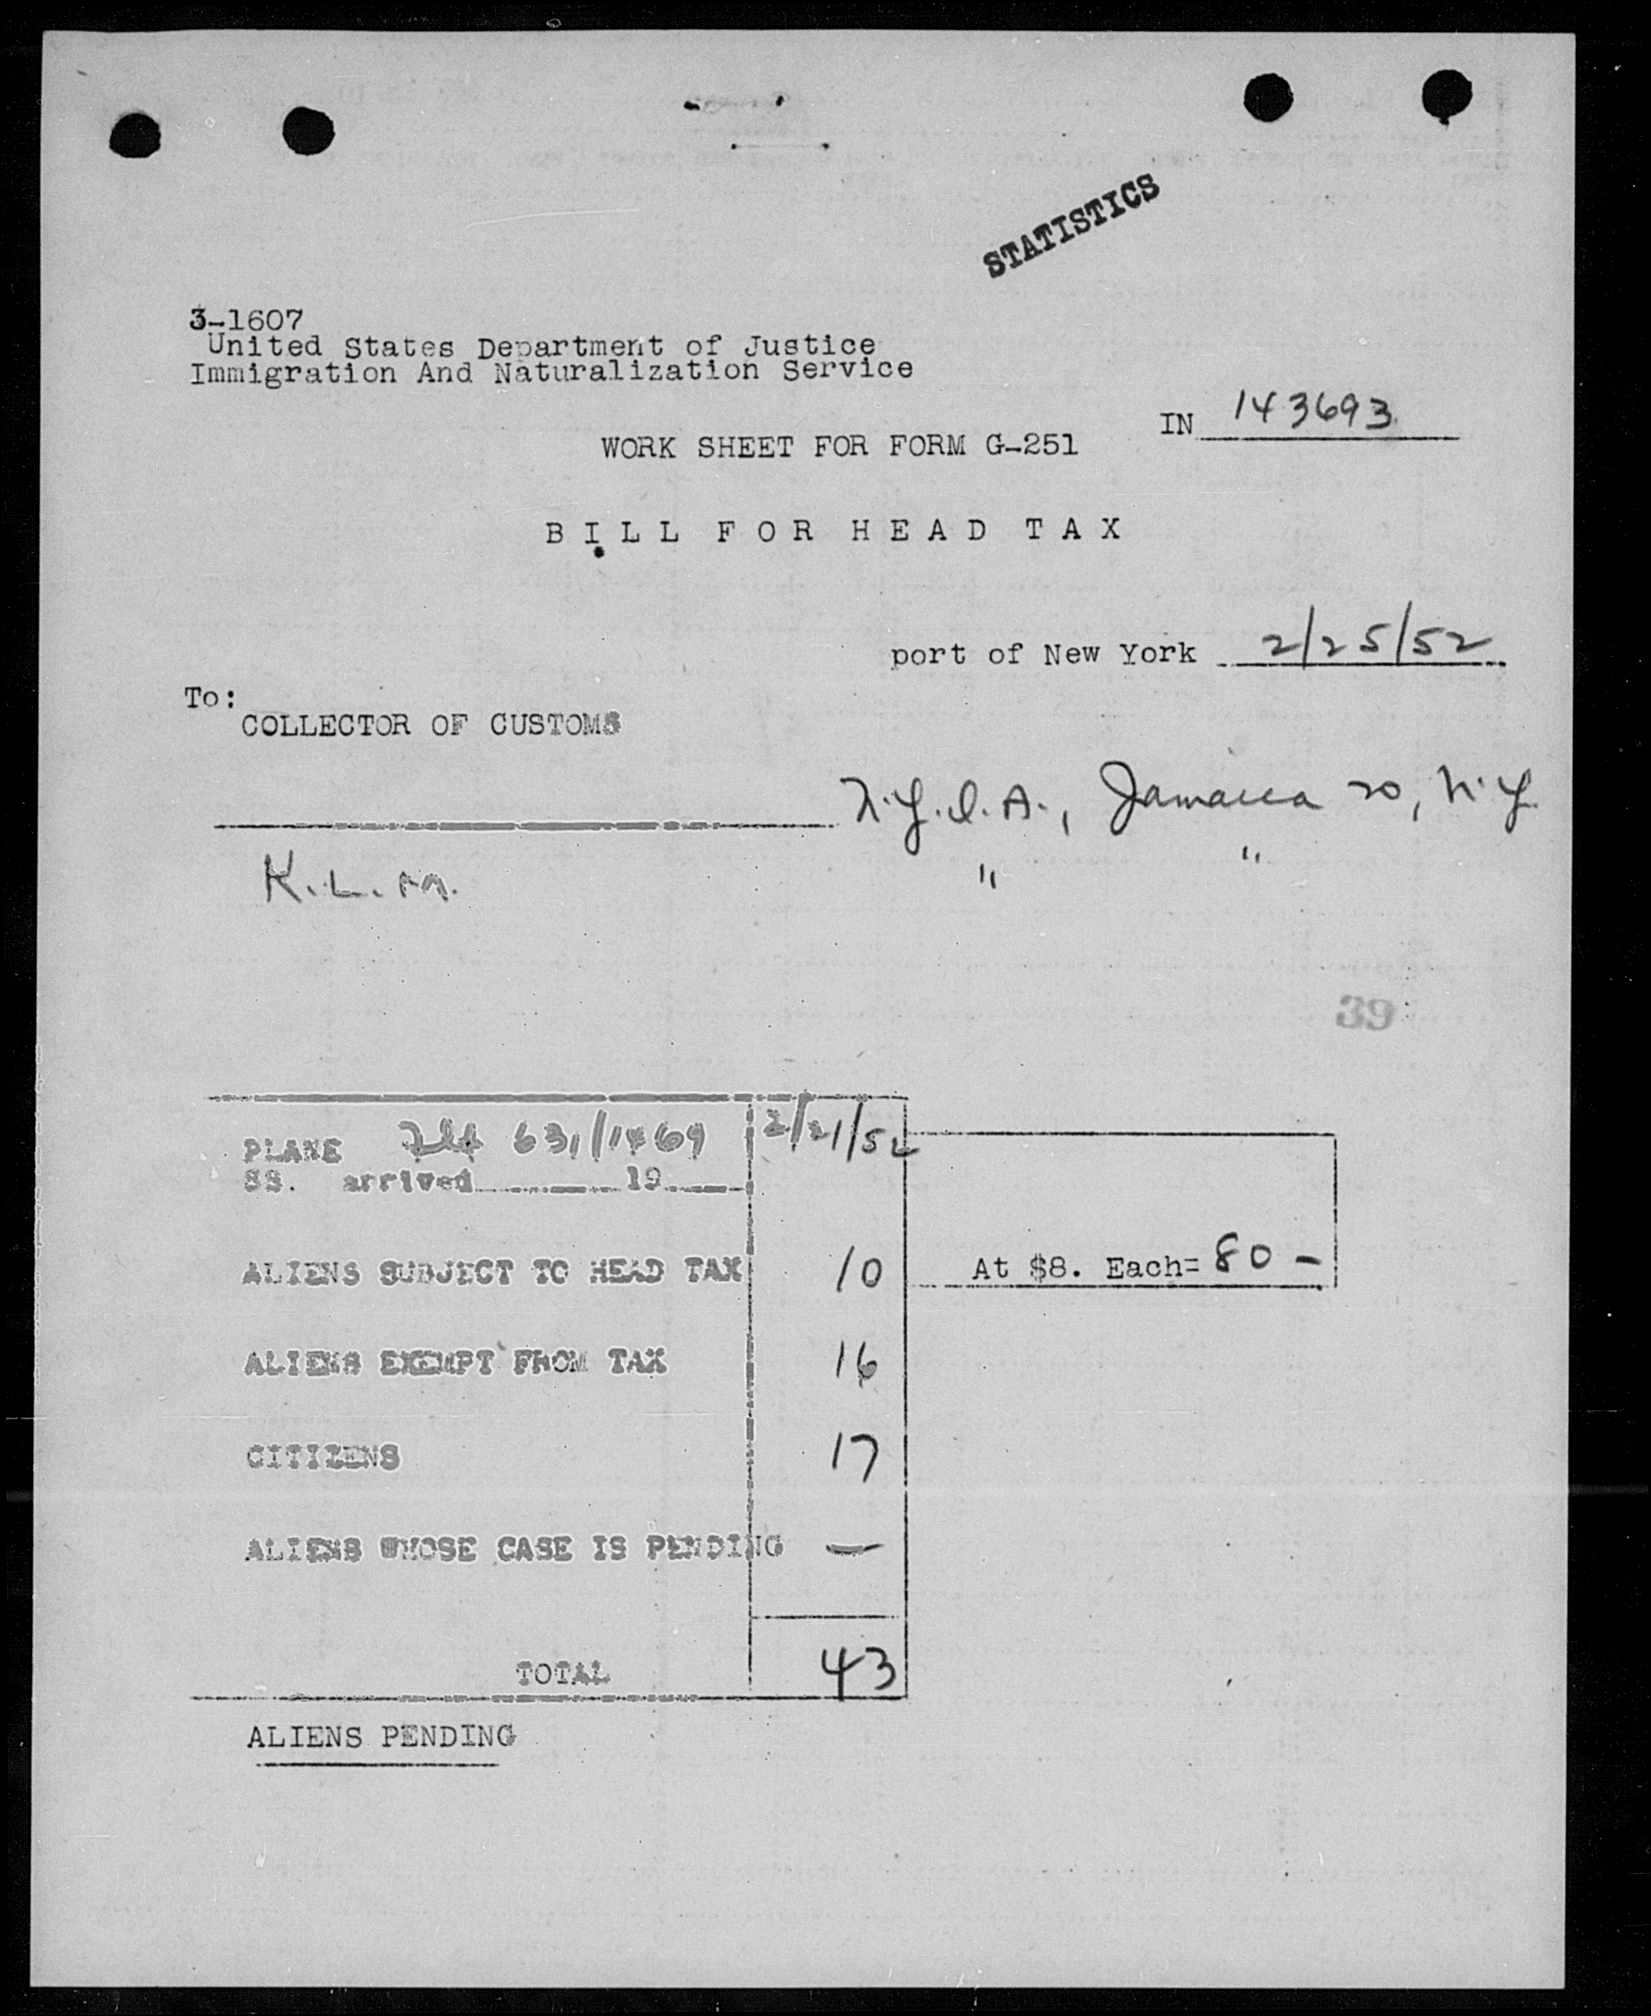 STATISTICS
3-1607
United States Department of Justice
Immigration And Naturalization Service
IN 143693
WORK SHEET FOR FORM G-251
BILL FOR HEAD TAX
port of New York 2/25/52
To:
COLLECTOR OF CUSTOMS
N.Y.I.A., Jamaica 20, N.Y.
K.L.M. " "
39
PLANE Flt 631/ 2/21/52
SS. arrived 19
ALIENS SUBJECT TO HEAD TAX 10 At $8. Each= 80 -
ALIENS EXEMPT FROM TAX 16
CITIZENS 17
ALIENS WHOSE CASE IS PENDING —
TOTAL 43
ALIENS PENDING